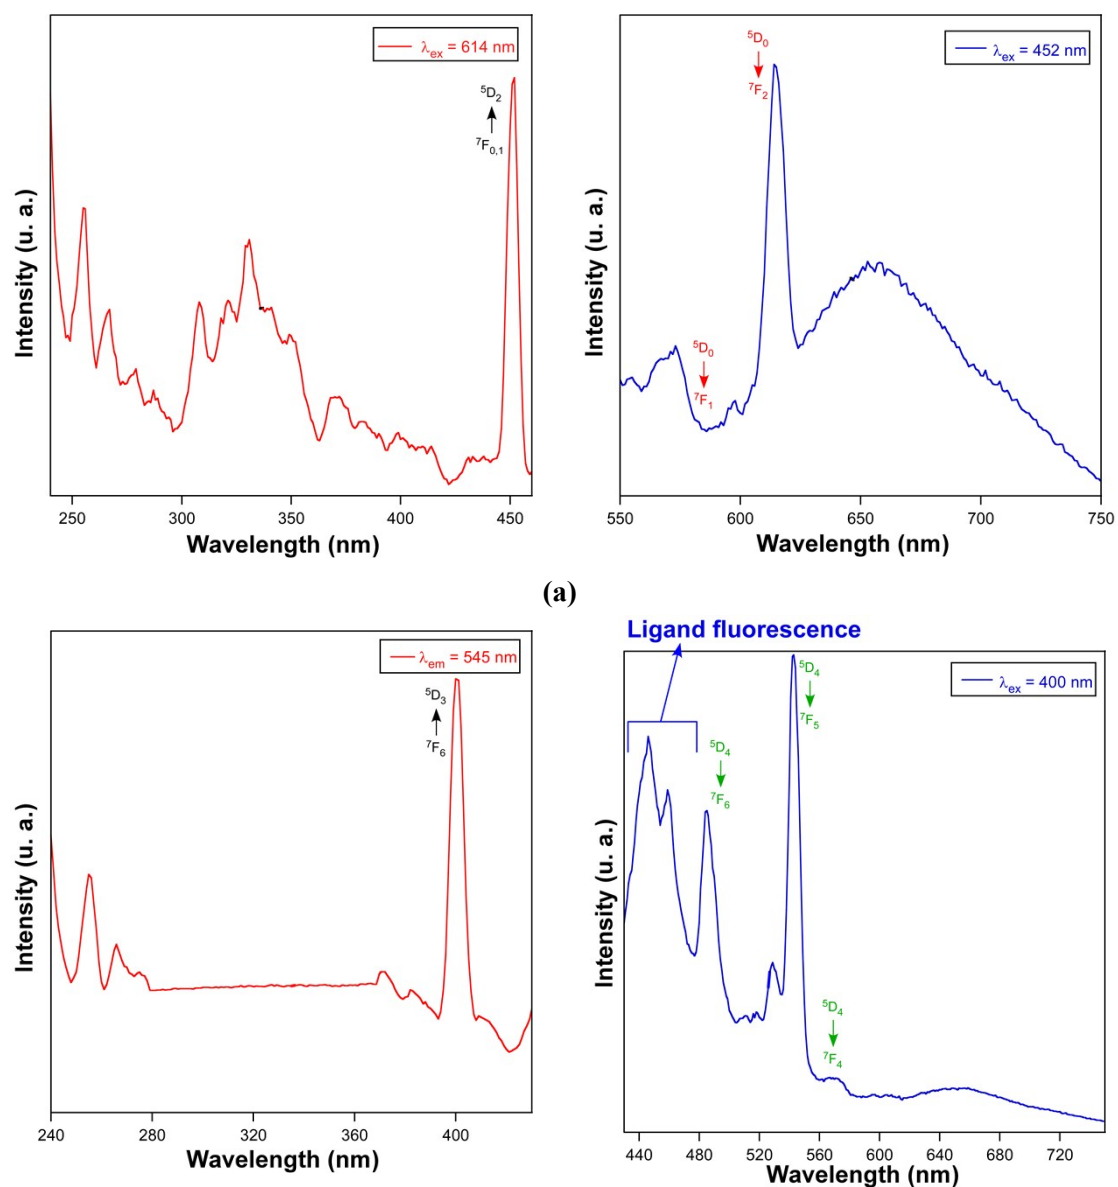 λex = 614 nm
5D2
7F0,1
Intensity (u. a.)
250 300 350 400 450
Wavelength (nm)
λex = 452 nm
5D0
7F2
5D0
7F1
Intensity (u. a.)
550 600 650 700 750
Wavelength (nm)
(a)
λem = 545 nm
5D3
7F6
Intensity (u. a.)
240 280 320 360 400
Wavelength (nm)
Ligand fluorescence
λex = 400 nm
5D4
7F5
5D4
7F6
5D4
7F4
Intensity (u. a.)
440 480 520 560 600 640 680 720
Wavelength (nm)